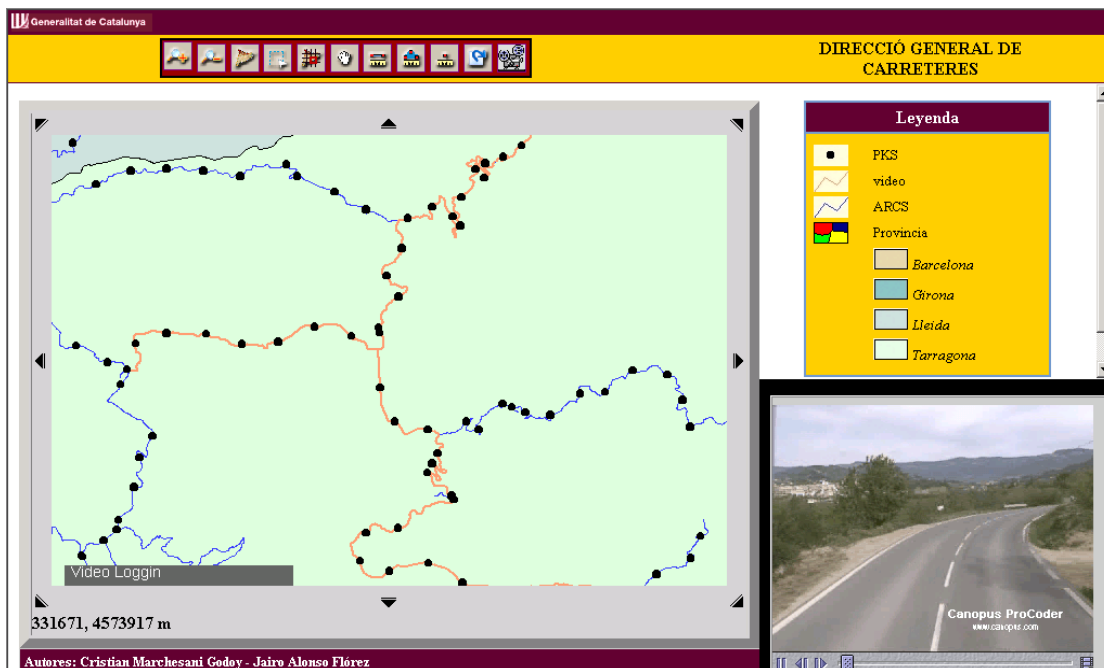 Generalitat de Catalunya
DIRECCIÓ GENERAL DE
CARRETERES
Leyenda
PKS
video
ARCS
Provincia
Barcelona
Girona
Lleida
Tarragona
Video Loggin
331671, 4573917 m
Canopus ProCoder
www.canopus.com
Autores: Cristian Marchesani Godoy - Jairo Alonso Flórez